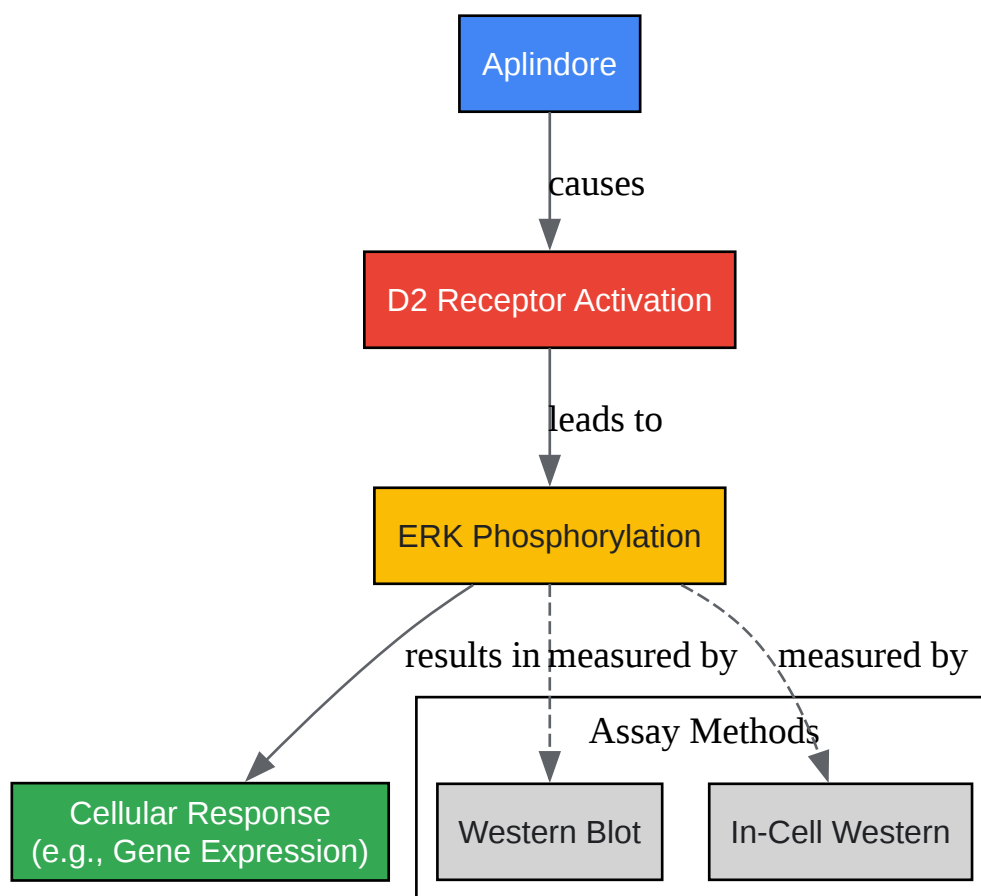 Aplindore
causes
D2 Receptor Activation
leads to
ERK Phosphorylation
results in
measured by
measured by
Assay Methods
Cellular Response
(e.g., Gene Expression)
Western Blot
In-Cell Western